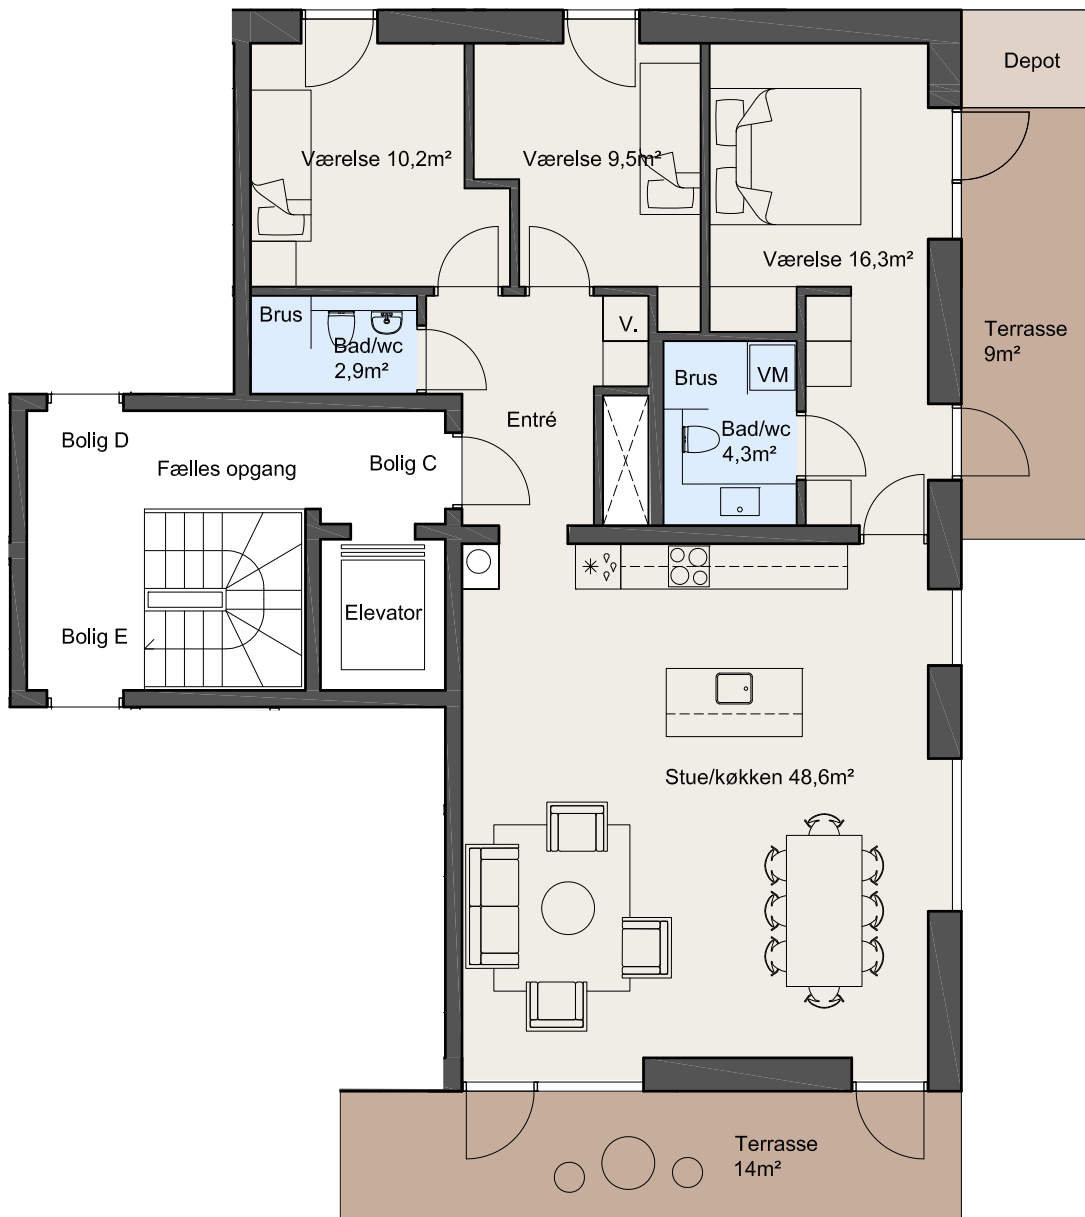 Depot
Værelse 10,2m²
Værelse 9,5m²
Værelse 16,3m²
Brus
Bad/wc
2,9m²
V.
Terrasse
9m²
Brus
VM
Bad/wc
4,3m²
Entré
Bolig D
Fælles opgang
Bolig C
Elevator
Bolig E
Stue/køkken 48,6m²
Terrasse
14m²